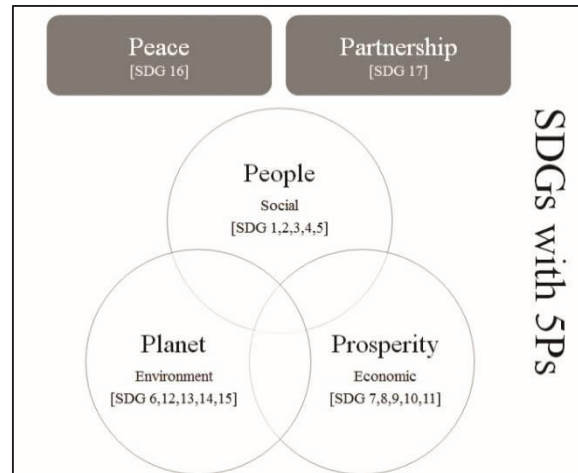 Peace
[SDG 16]
Partnership
[SDG 17]
People
Social
[SDG 1,2,3,4,5]
Planet
Environment
[SDG 6,12,13,14,15]
Prosperity
Economic
[SDG 7,8,9,10,11]
SDGs with 5Ps